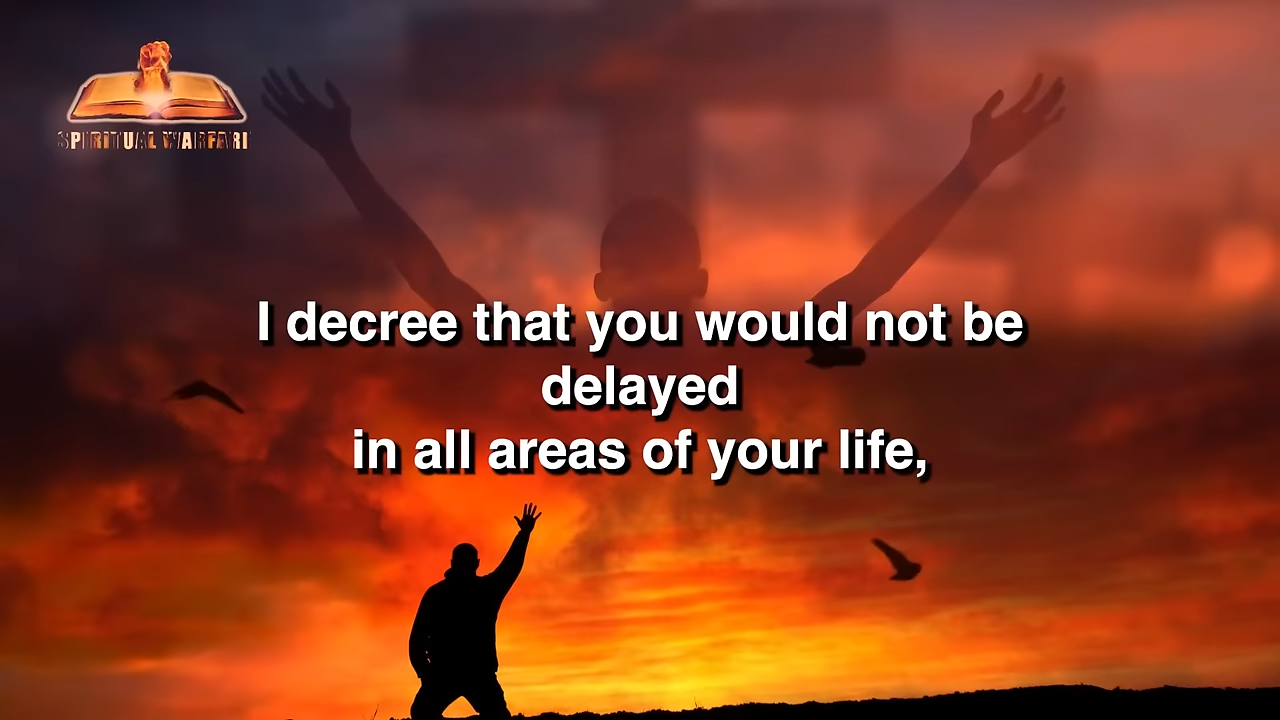 SPIRITUAL WARFARE
I decree that you would not be
delayed
in all areas of your life,